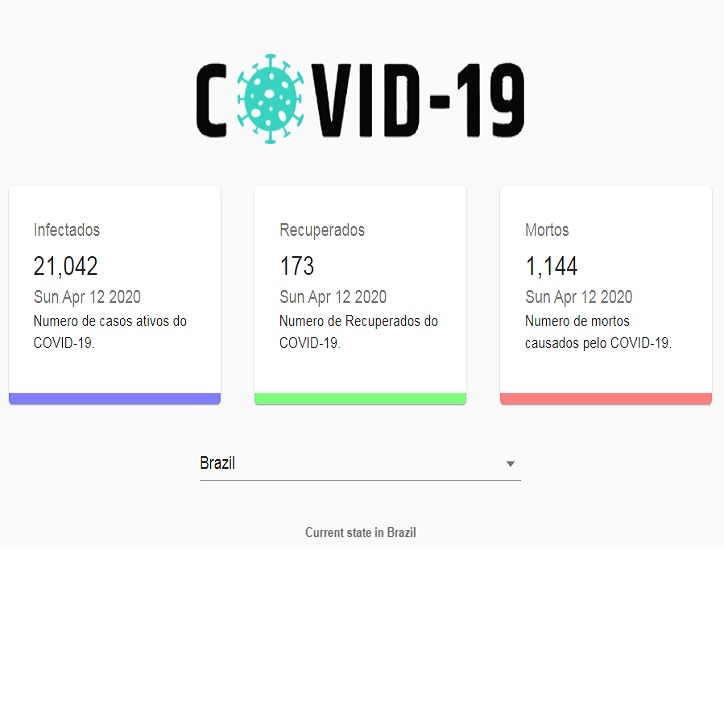 COVID-19
Infectados
21,042
Sun Apr 12 2020
Numero de casos ativos do
COVID-19.
Recuperados
173
Sun Apr 12 2020
Numero de Recuperados do
COVID-19.
Mortos
1,144
Sun Apr 12 2020
Numero de mortos
causados pelo COVID-19.
Brazil
Current state in Brazil